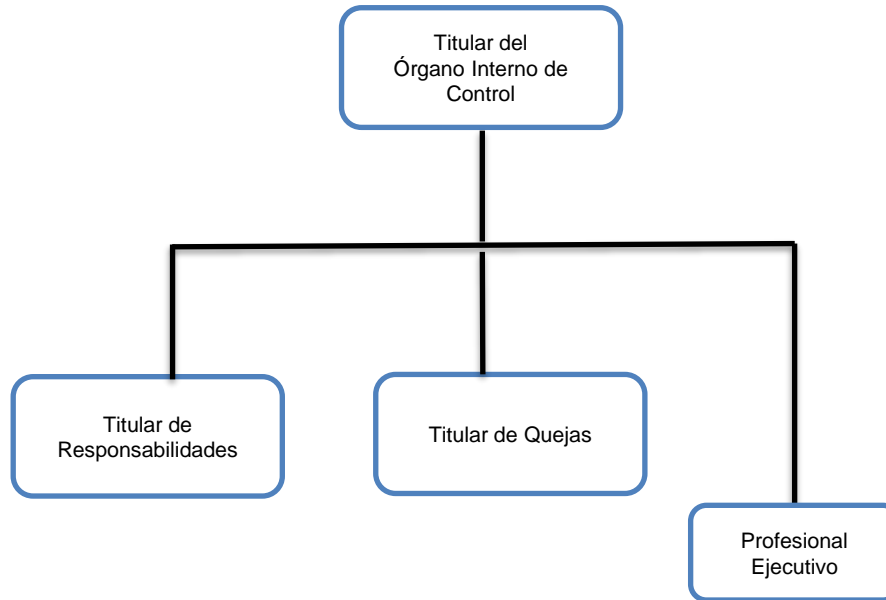 Titular del
Órgano Interno de
Control
Titular de
Responsabilidades
Titular de Quejas
Profesional
Ejecutivo